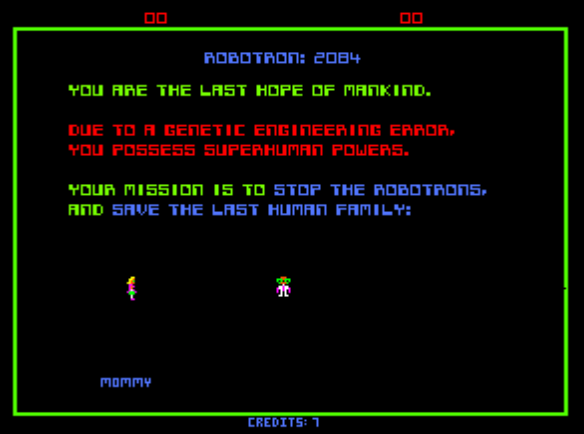 00 00
ROBOTRON: 2084
YOU ARE THE LAST HOPE OF MANKIND.
DUE TO A GENETIC ENGINEERING ERROR,
YOU POSSESS SUPERHUMAN POWERS.
YOUR MISSION IS TO STOP THE ROBOTRONS,
AND SAVE THE LAST HUMAN FAMILY:
MOMMY
CREDITS: 7